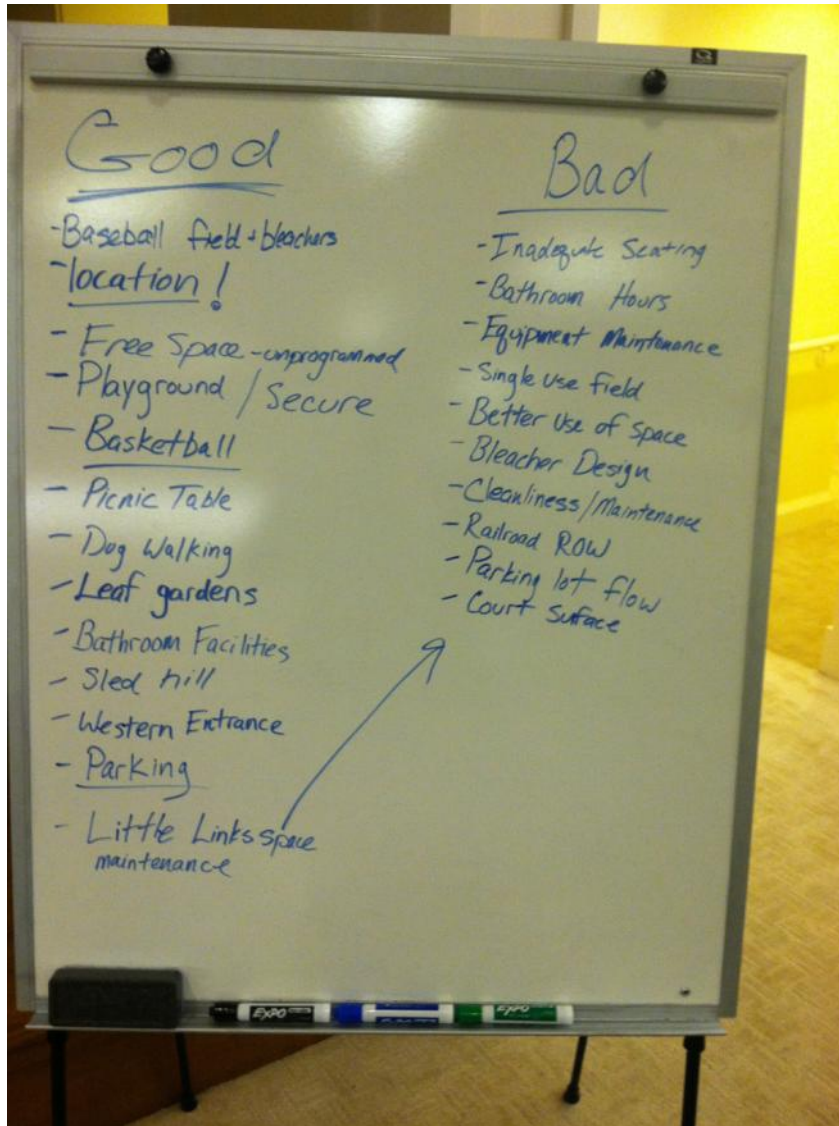 Good
-Baseball field + bleachers
-location!
- Free Space - unprogrammed
- Playground / Secure
- Basketball
- Picnic Table
- Dog Walking
- Leaf gardens
- Bathroom Facilities
- Sled hill
- Western Entrance
- Parking
- Little Links space
maintenance
Bad
- Inadequate Seating
- Bathroom Hours
- Equipment Maintenance
- Single Use field
- Better Use of space
- Bleacher Design
- Cleanliness/Maintenance
- Railroad ROW
- Parking lot flow
- Court Surface
EXPO
EXPO
EXPO